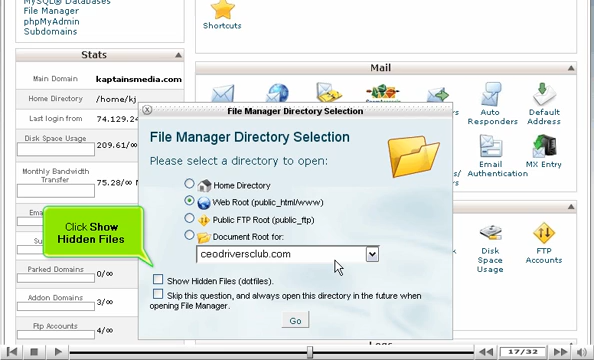 MySQL® Databases
File Manager
phpMyAdmin
Subdomains
Shortcuts
Stats
Main Domain kaptainsmedia.com
Home Directory /home/kj
Last login from 74.129.24
Disk Space Usage 209.61/∞
Monthly Bandwidth Transfer 75.28/∞
Parked Domains 0/∞
Addon Domains 3/∞
Ftp Accounts 4/∞
Mail
Auto Responders
Default Address
Email Authentication
MX Entry
Disk Space Usage
FTP Accounts
File Manager Directory Selection
File Manager Directory Selection
Please select a directory to open:
Home Directory
Web Root (public_html/www)
Public FTP Root (public_ftp)
Document Root for:
ceodriversclub.com
Show Hidden Files (dotfiles).
Skip this question, and always open this directory in the future when
opening File Manager.
Go
Click Show
Hidden Files
17/32